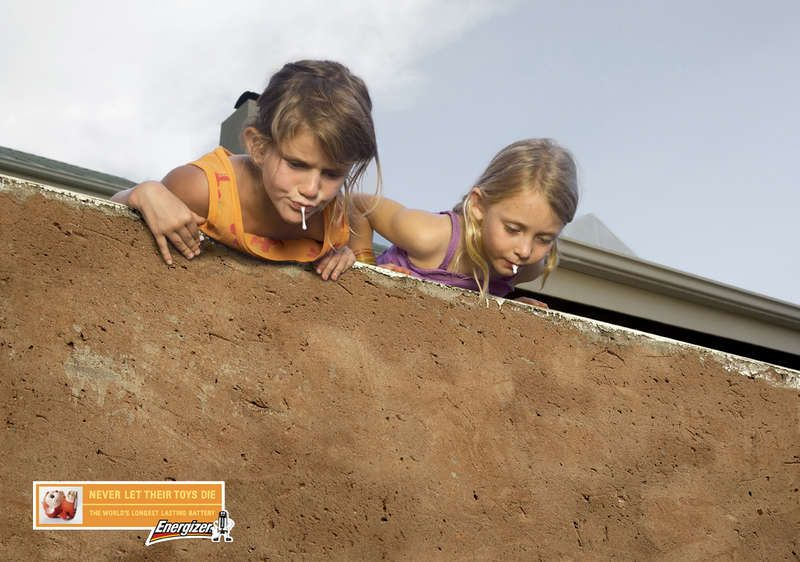 NEVER LET THEIR TOYS DIE
THE WORLD'S LONGEST LASTING BATTERY
Energizer